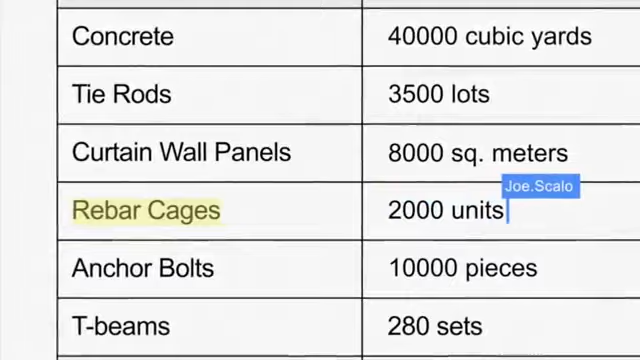 Concrete 40000 cubic yards
Tie Rods 3500 lots
Curtain Wall Panels 8000 sq. meters
Joe.Scalo
Rebar Cages 2000 units
Anchor Bolts 10000 pieces
T-beams 280 sets